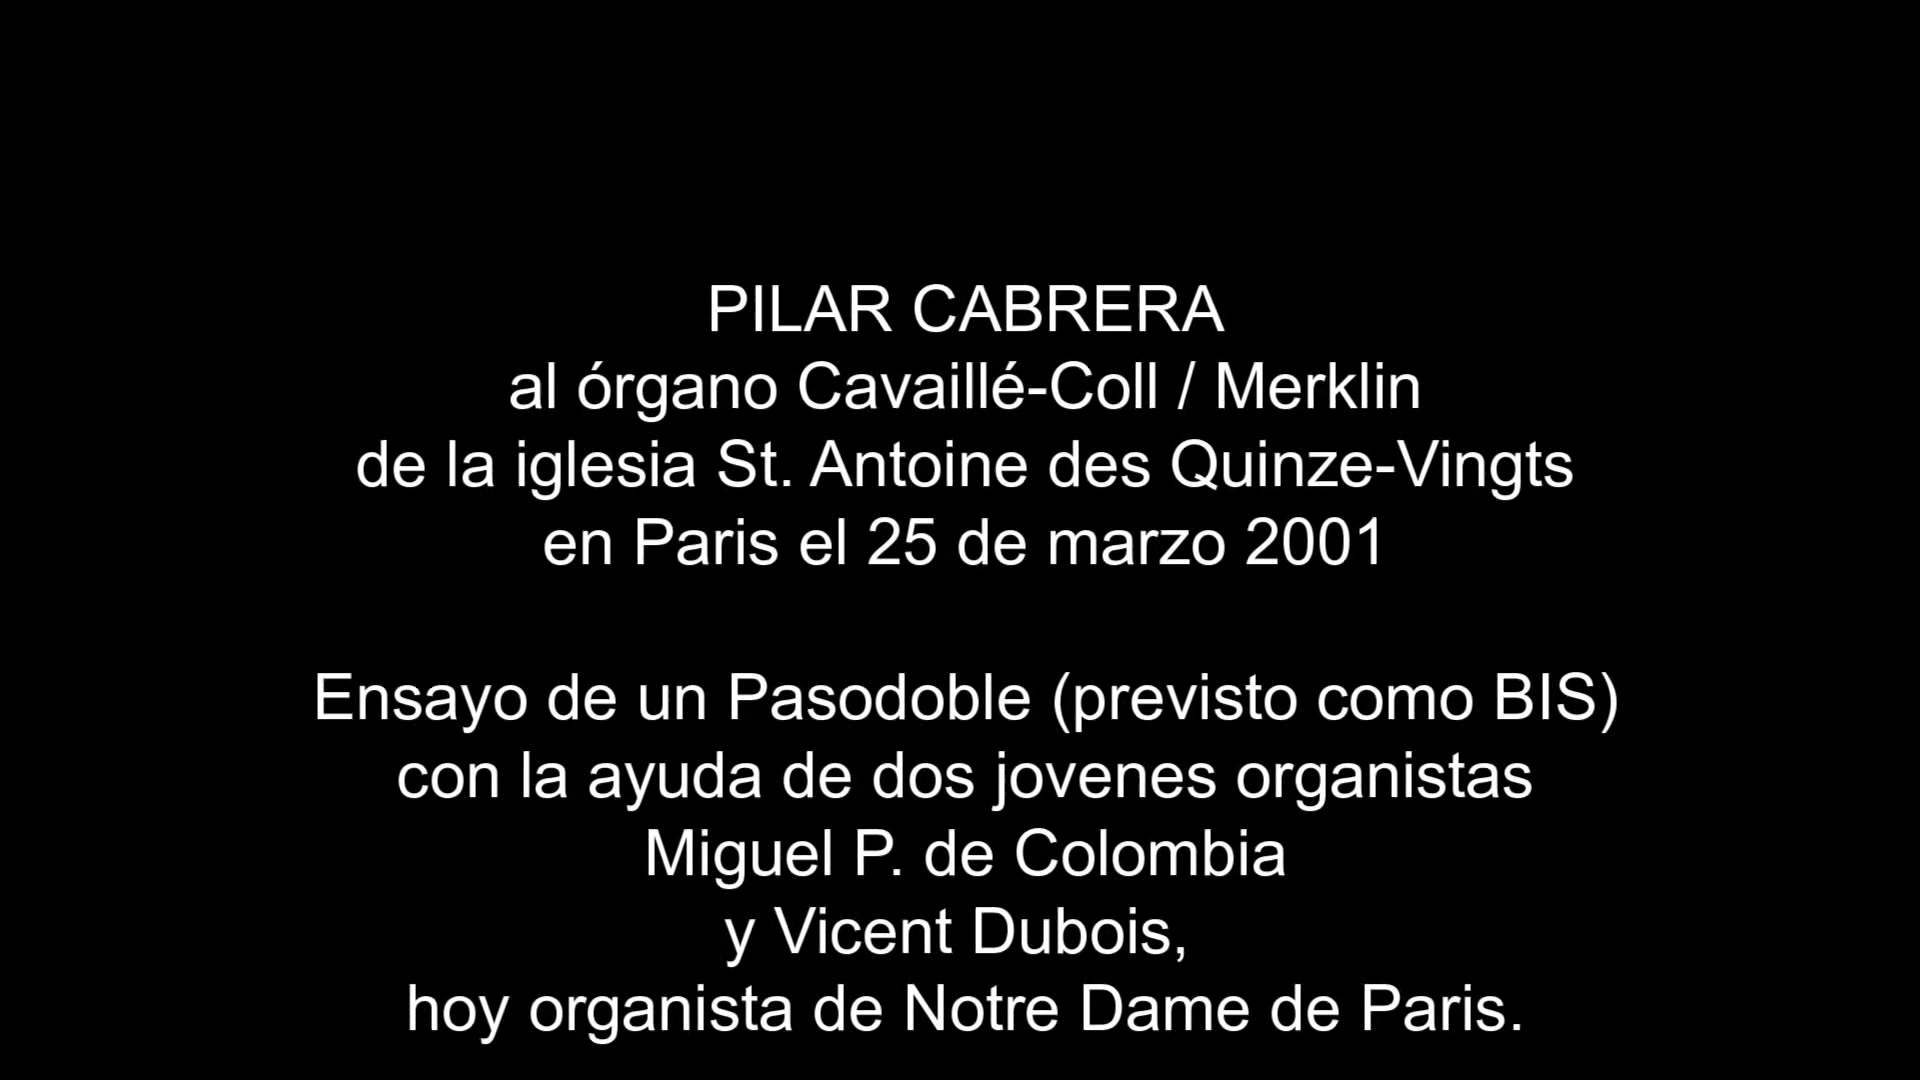 PILAR CABRERA
al órgano Cavaillé-Coll / Merklin
de la iglesia St. Antoine des Quinze-Vingts
en Paris el 25 de marzo 2001
Ensayo de un Pasodoble (previsto como BIS)
con la ayuda de dos jovenes organistas
Miguel P. de Colombia
y Vicent Dubois,
hoy organista de Notre Dame de Paris.